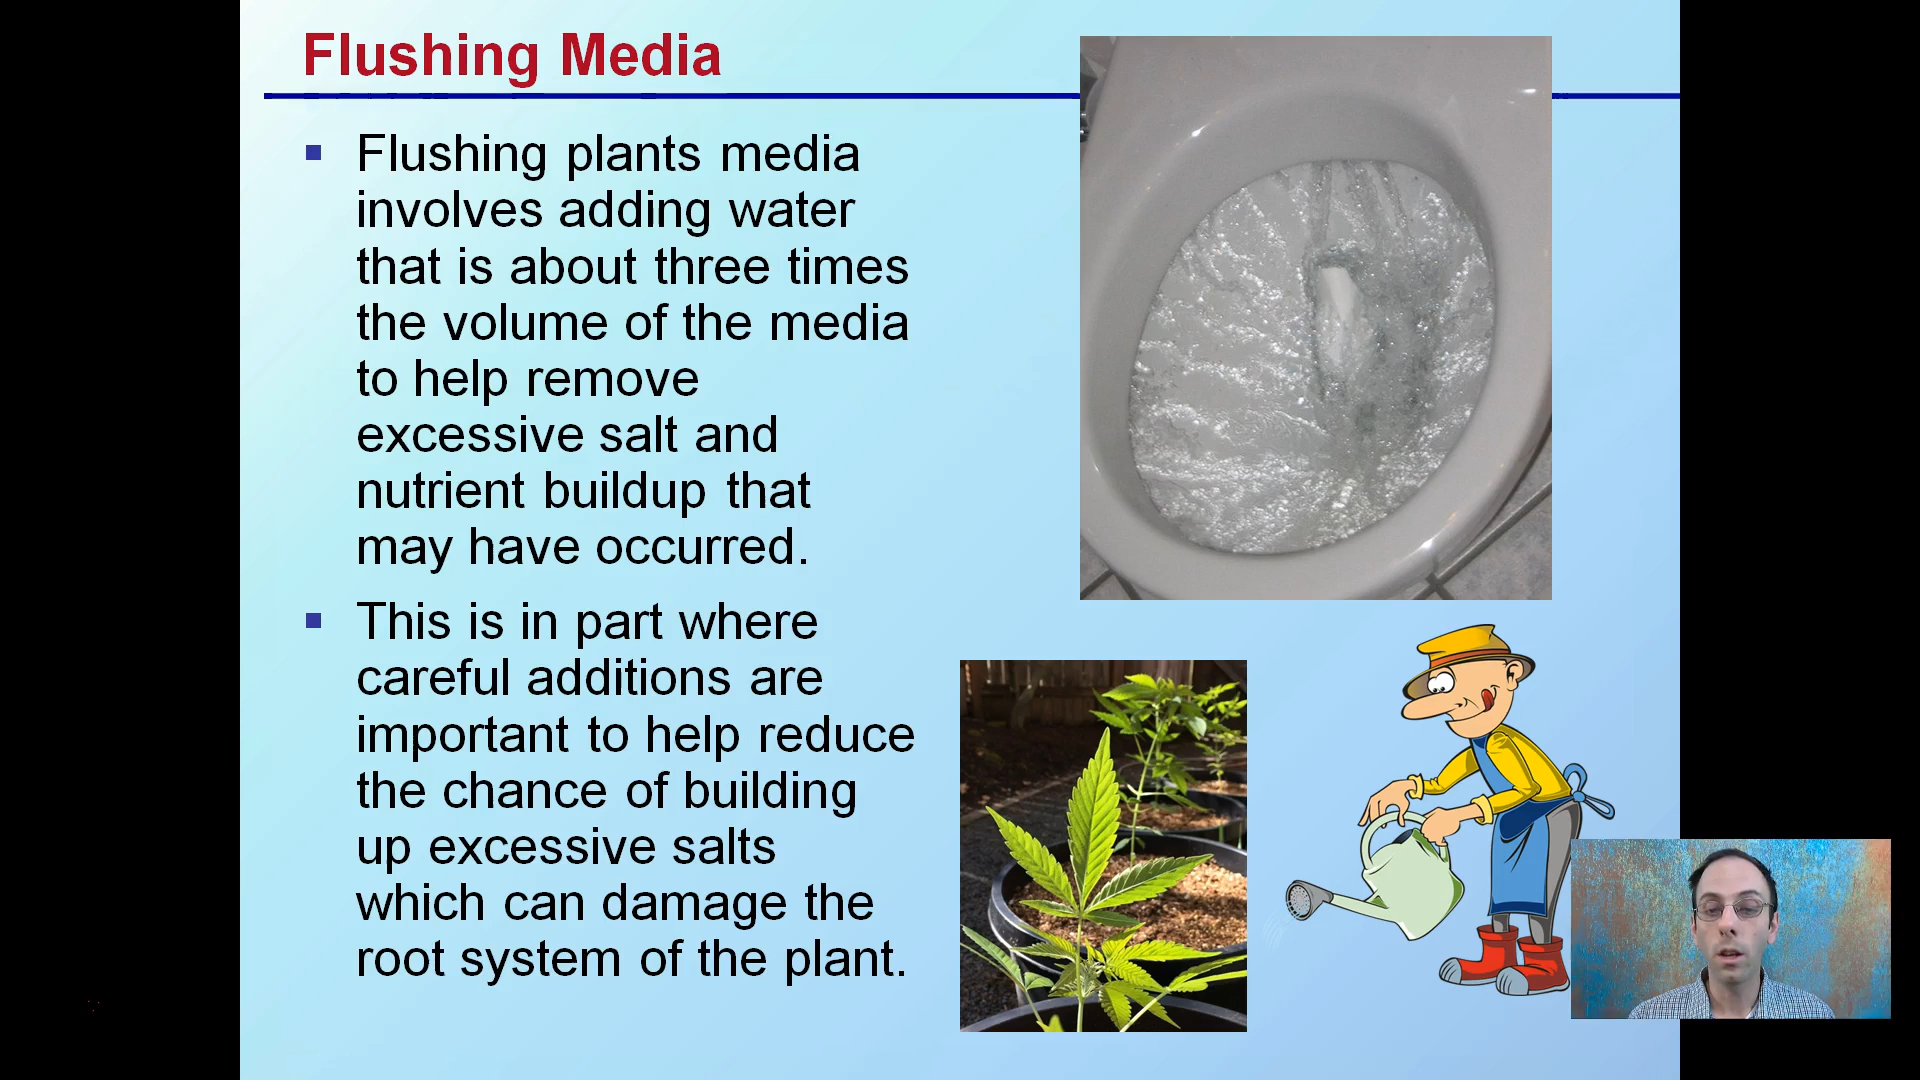 Flushing Media
Flushing plants media
involves adding water
that is about three times
the volume of the media
to help remove
excessive salt and
nutrient buildup that
may have occurred.
This is in part where
careful additions are
important to help reduce
the chance of building
up excessive salts
which can damage the
root system of the plant.